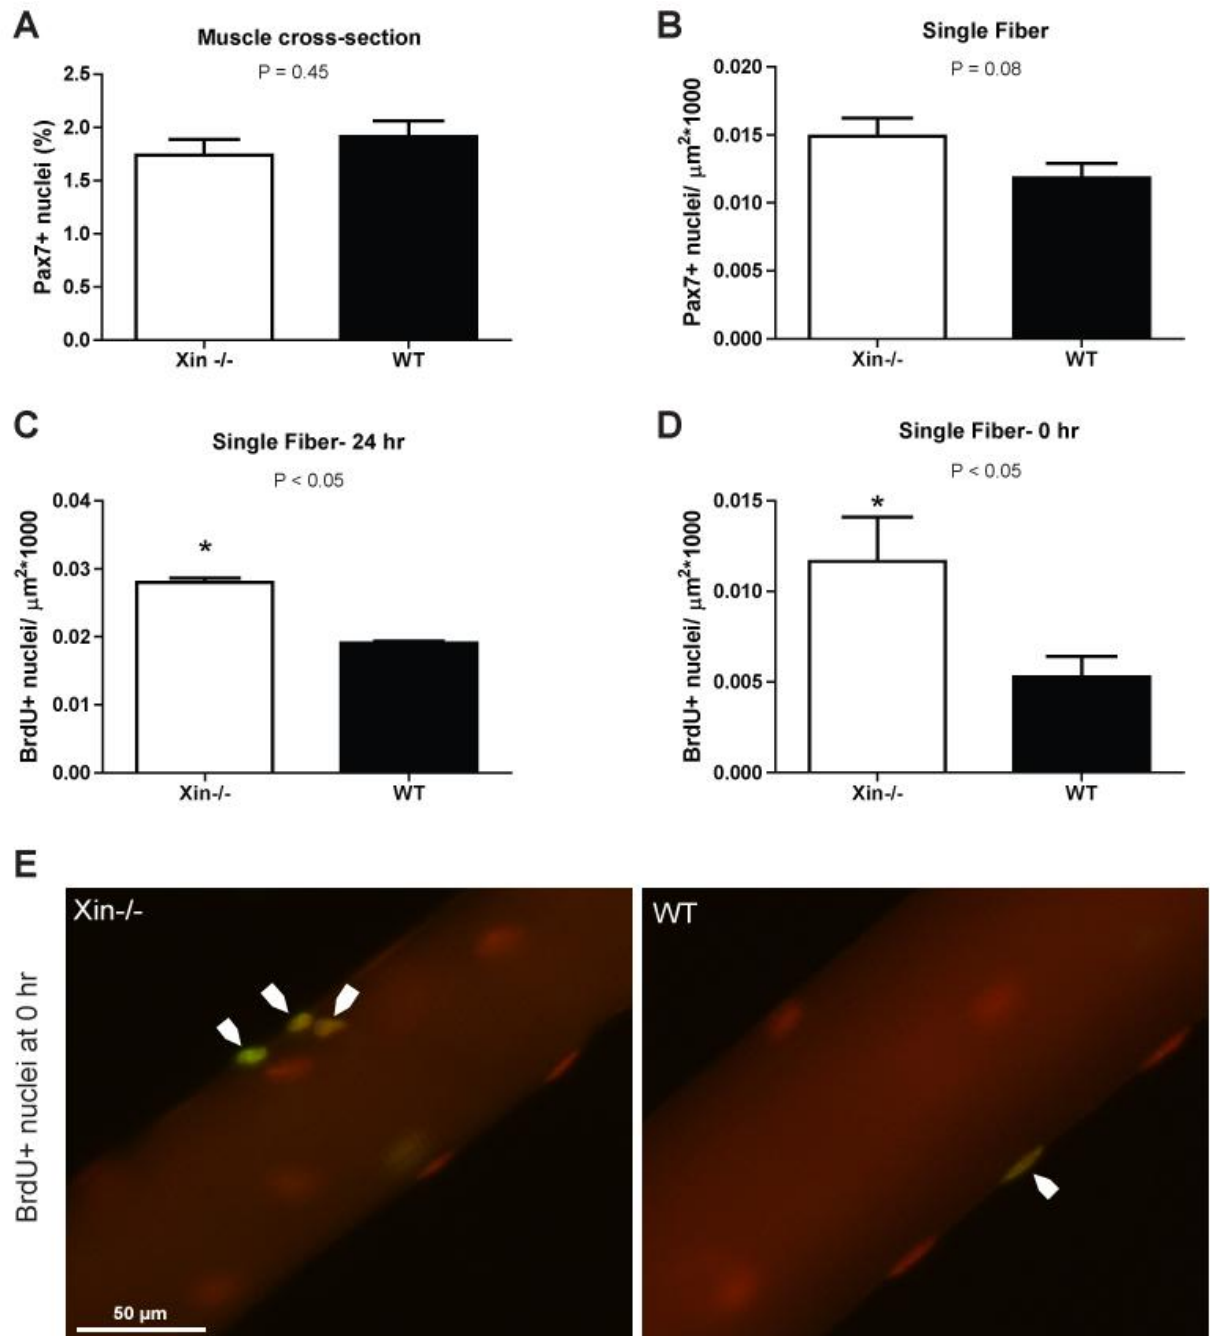 A
Muscle cross-section
P = 0.45
Pax7+ nuclei (%)
2.5
2.0
1.5
1.0
0.5
0.0
Xin -/-
WT
B
Single Fiber
P = 0.08
Pax7+ nuclei/ μm²*1000
0.020
0.015
0.010
0.005
0.000
Xin-/-
WT
C
Single Fiber- 24 hr
P < 0.05
BrdU+ nuclei/ μm²*1000
0.04
0.03
0.02
0.01
0.00
*
Xin-/-
WT
D
Single Fiber- 0 hr
P < 0.05
BrdU+ nuclei/ μm²*1000
0.015
0.010
0.005
0.000
*
Xin-/-
WT
E
BrdU+ nuclei at 0 hr
Xin-/-
WT
50 μm